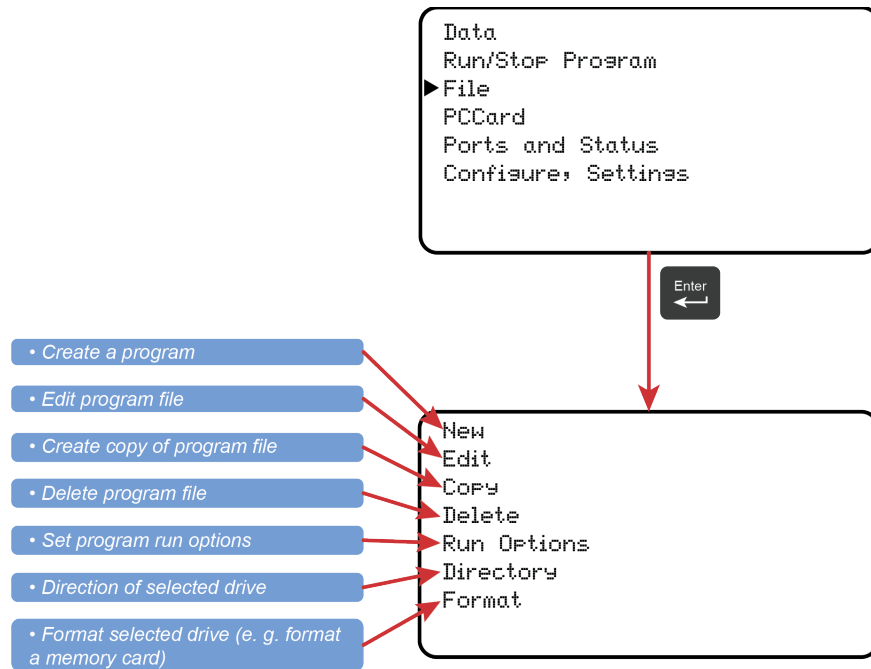 Data
Run/Stop Program
File
PCCard
Ports and Status
Configure, Settings
Enter
• Create a program
• Edit program file
• Create copy of program file
• Delete program file
• Set program run options
• Direction of selected drive
• Format selected drive (e. g. format
a memory card)
New
Edit
Copy
Delete
Run Options
Directory
Format